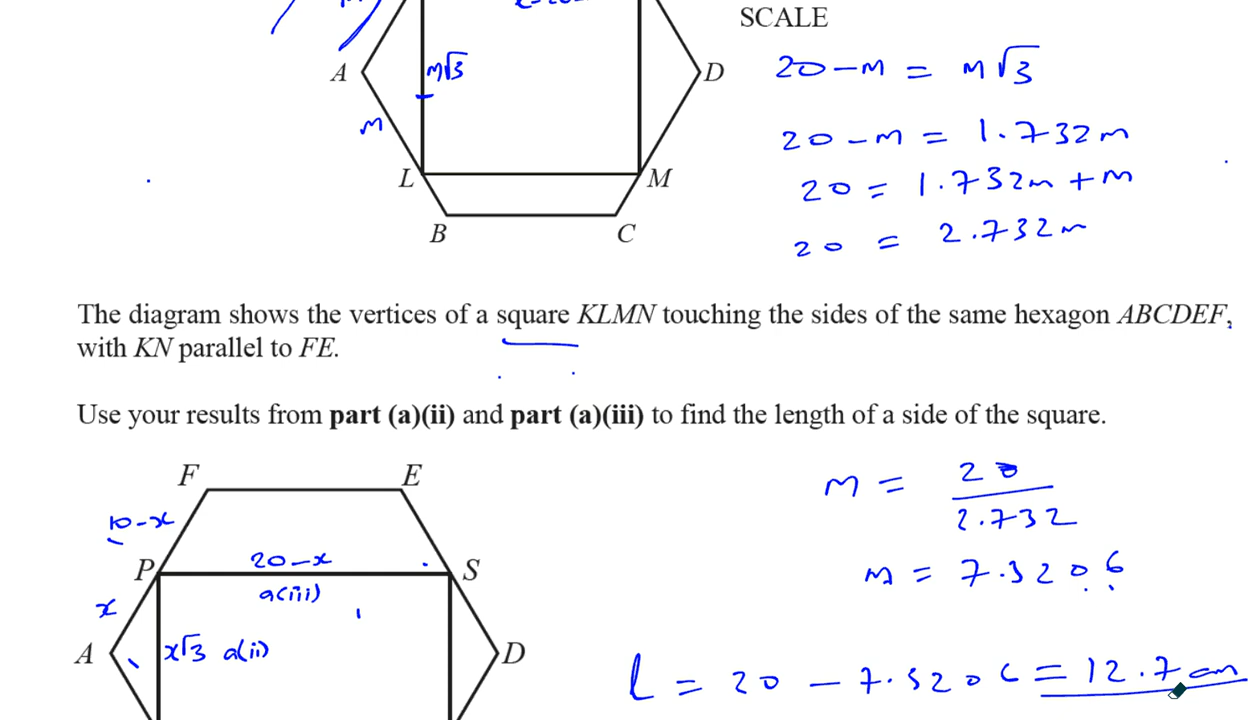 SCALE
A
m√3
D
20 - m = m√3
m
20 - m = 1.732m
L
M
20 = 1.732m + m
B
C
20 = 2.732m
The diagram shows the vertices of a square KLMN touching the sides of the same hexagon ABCDEF,
with KN parallel to FE.
Use your results from part (a)(ii) and part (a)(iii) to find the length of a side of the square.
F
E
m = 20/2.732
10-x
20-x
P
S
m = 7.3206
a(iii)
x
A
x√3 a(ii)
D
l = 20 - 7.3206 = 12.7cm